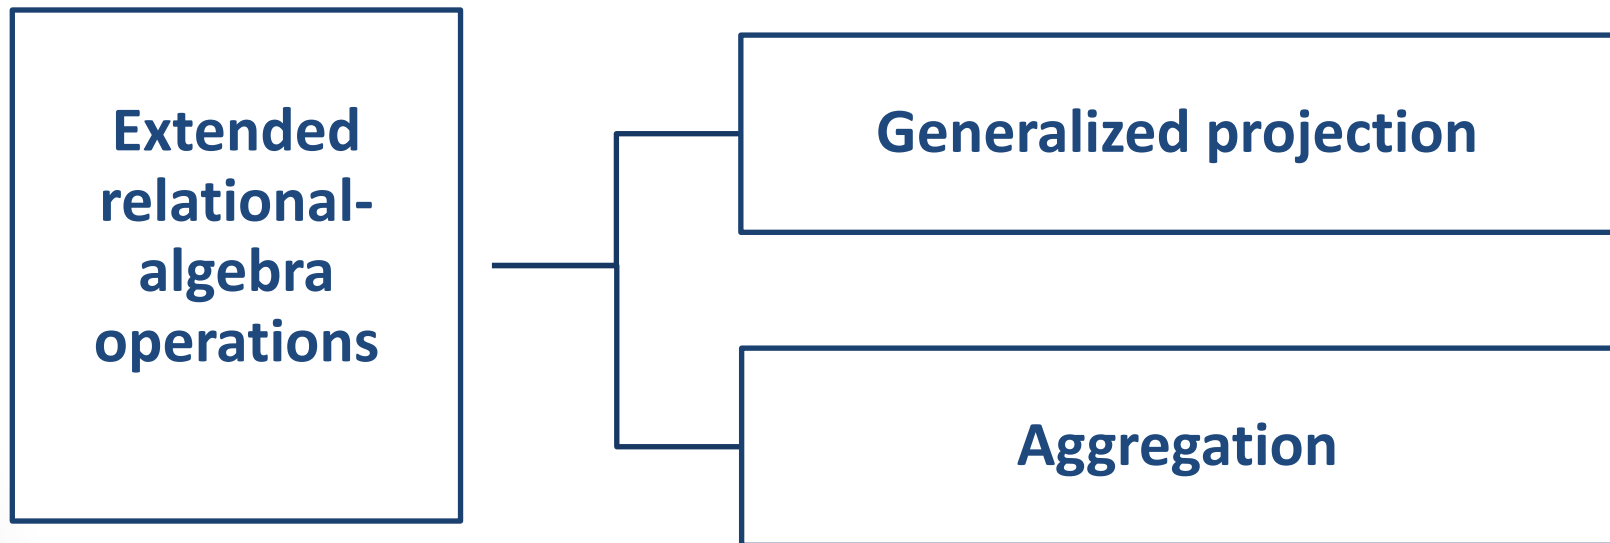 Extended
relational-
algebra
operations
Generalized projection
Aggregation